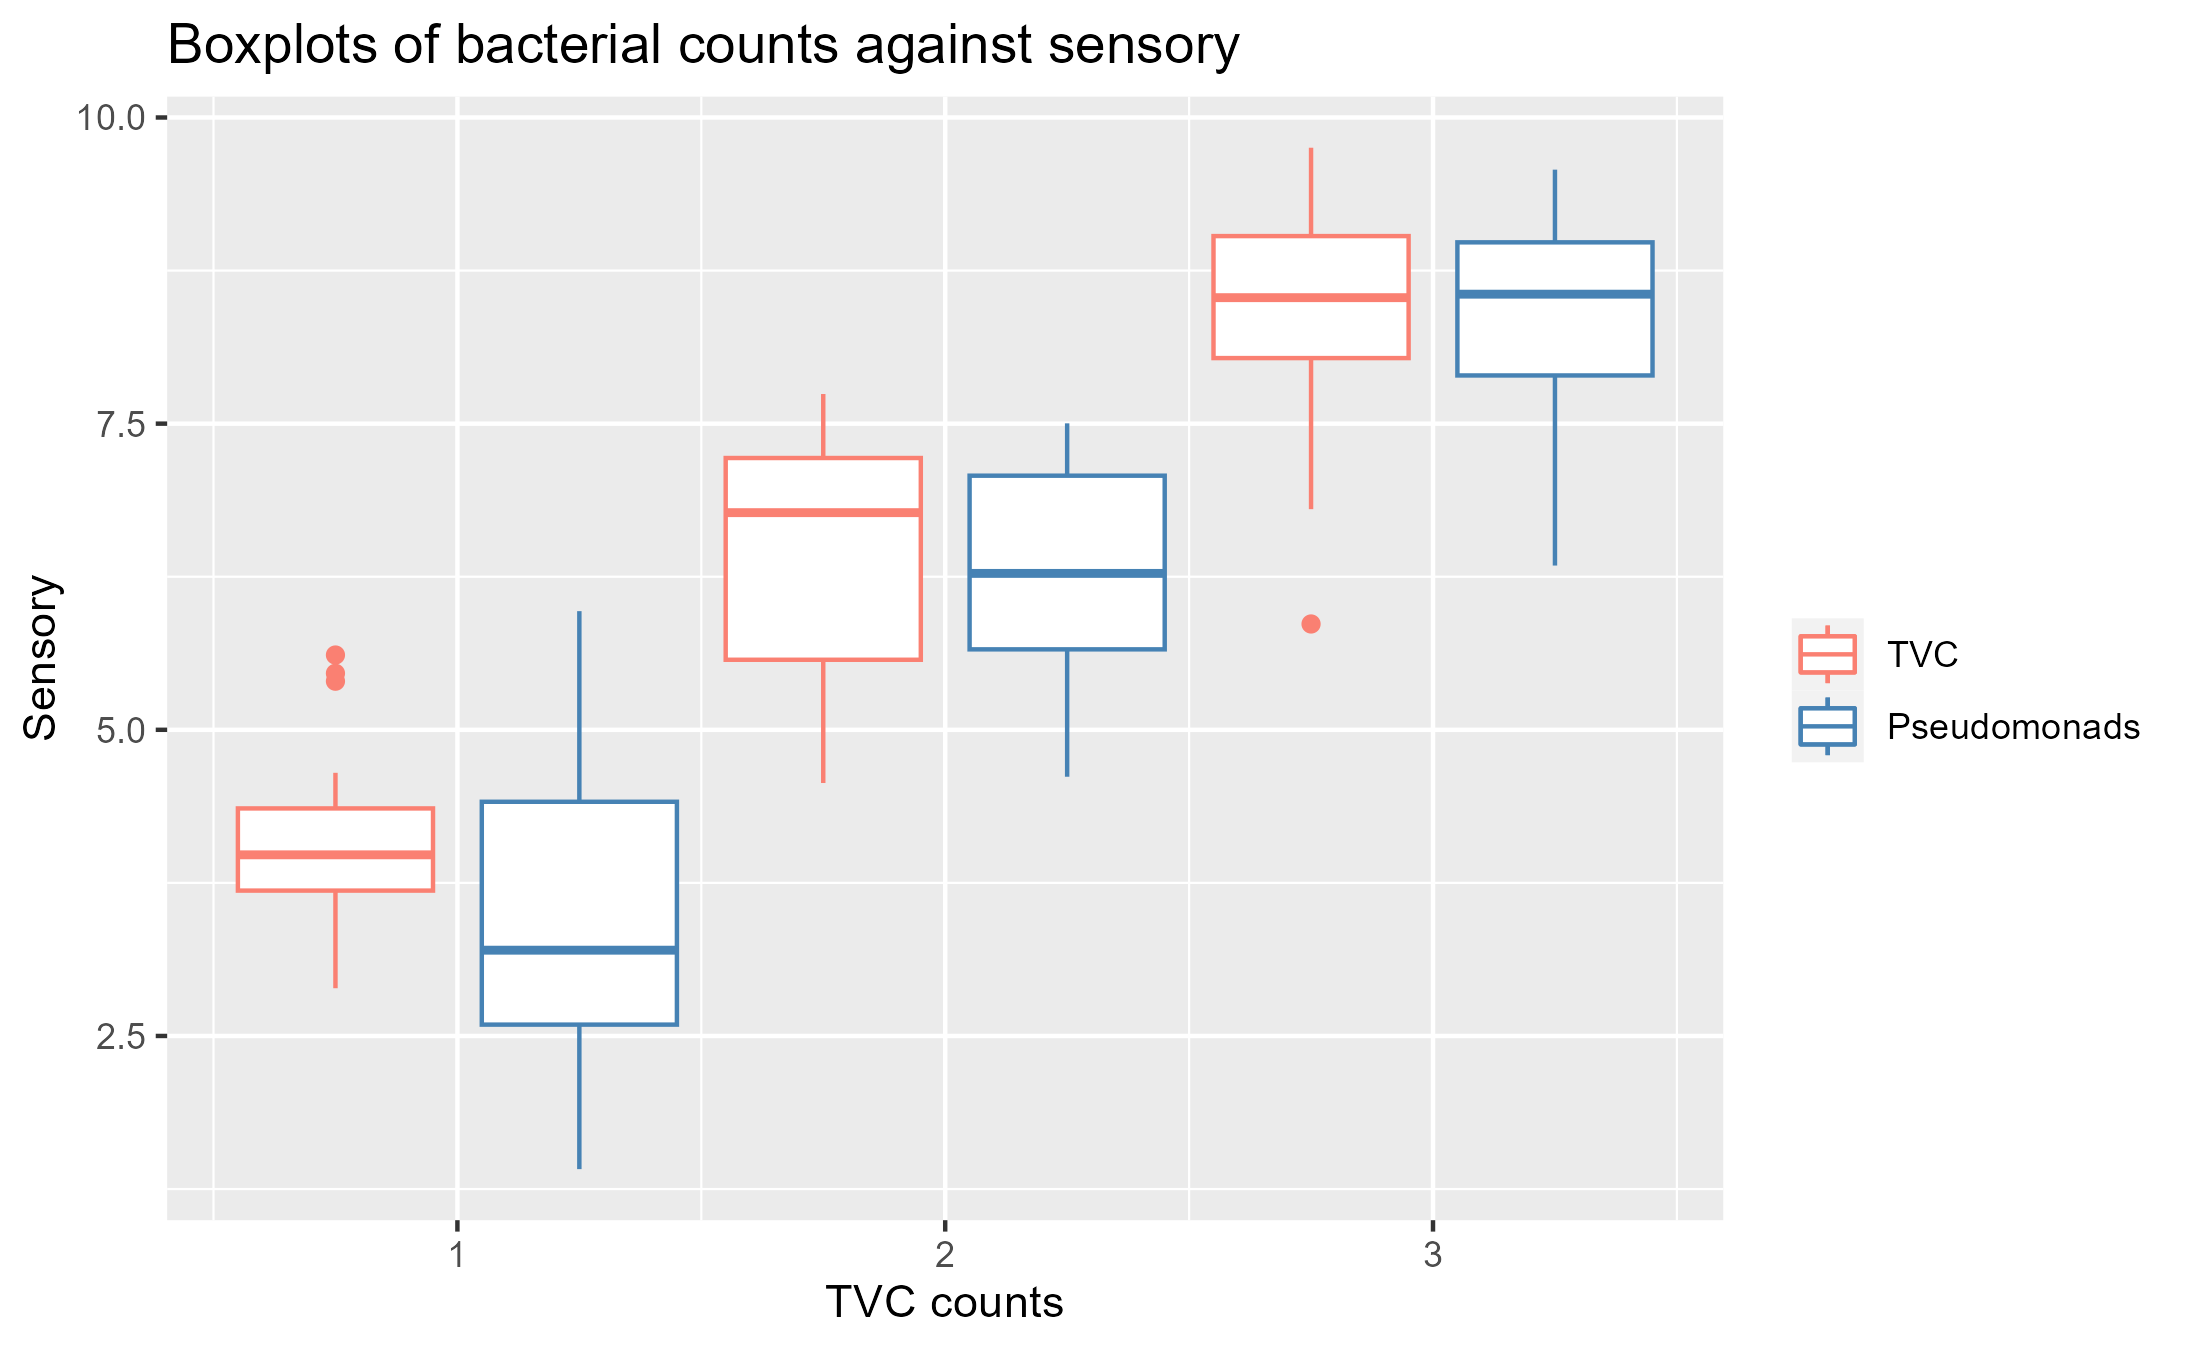 Boxplots of bacterial counts against sensory
10.0
7.5
5.0
2.5
Sensory
1 2 3
TVC counts
TVC
Pseudomonads